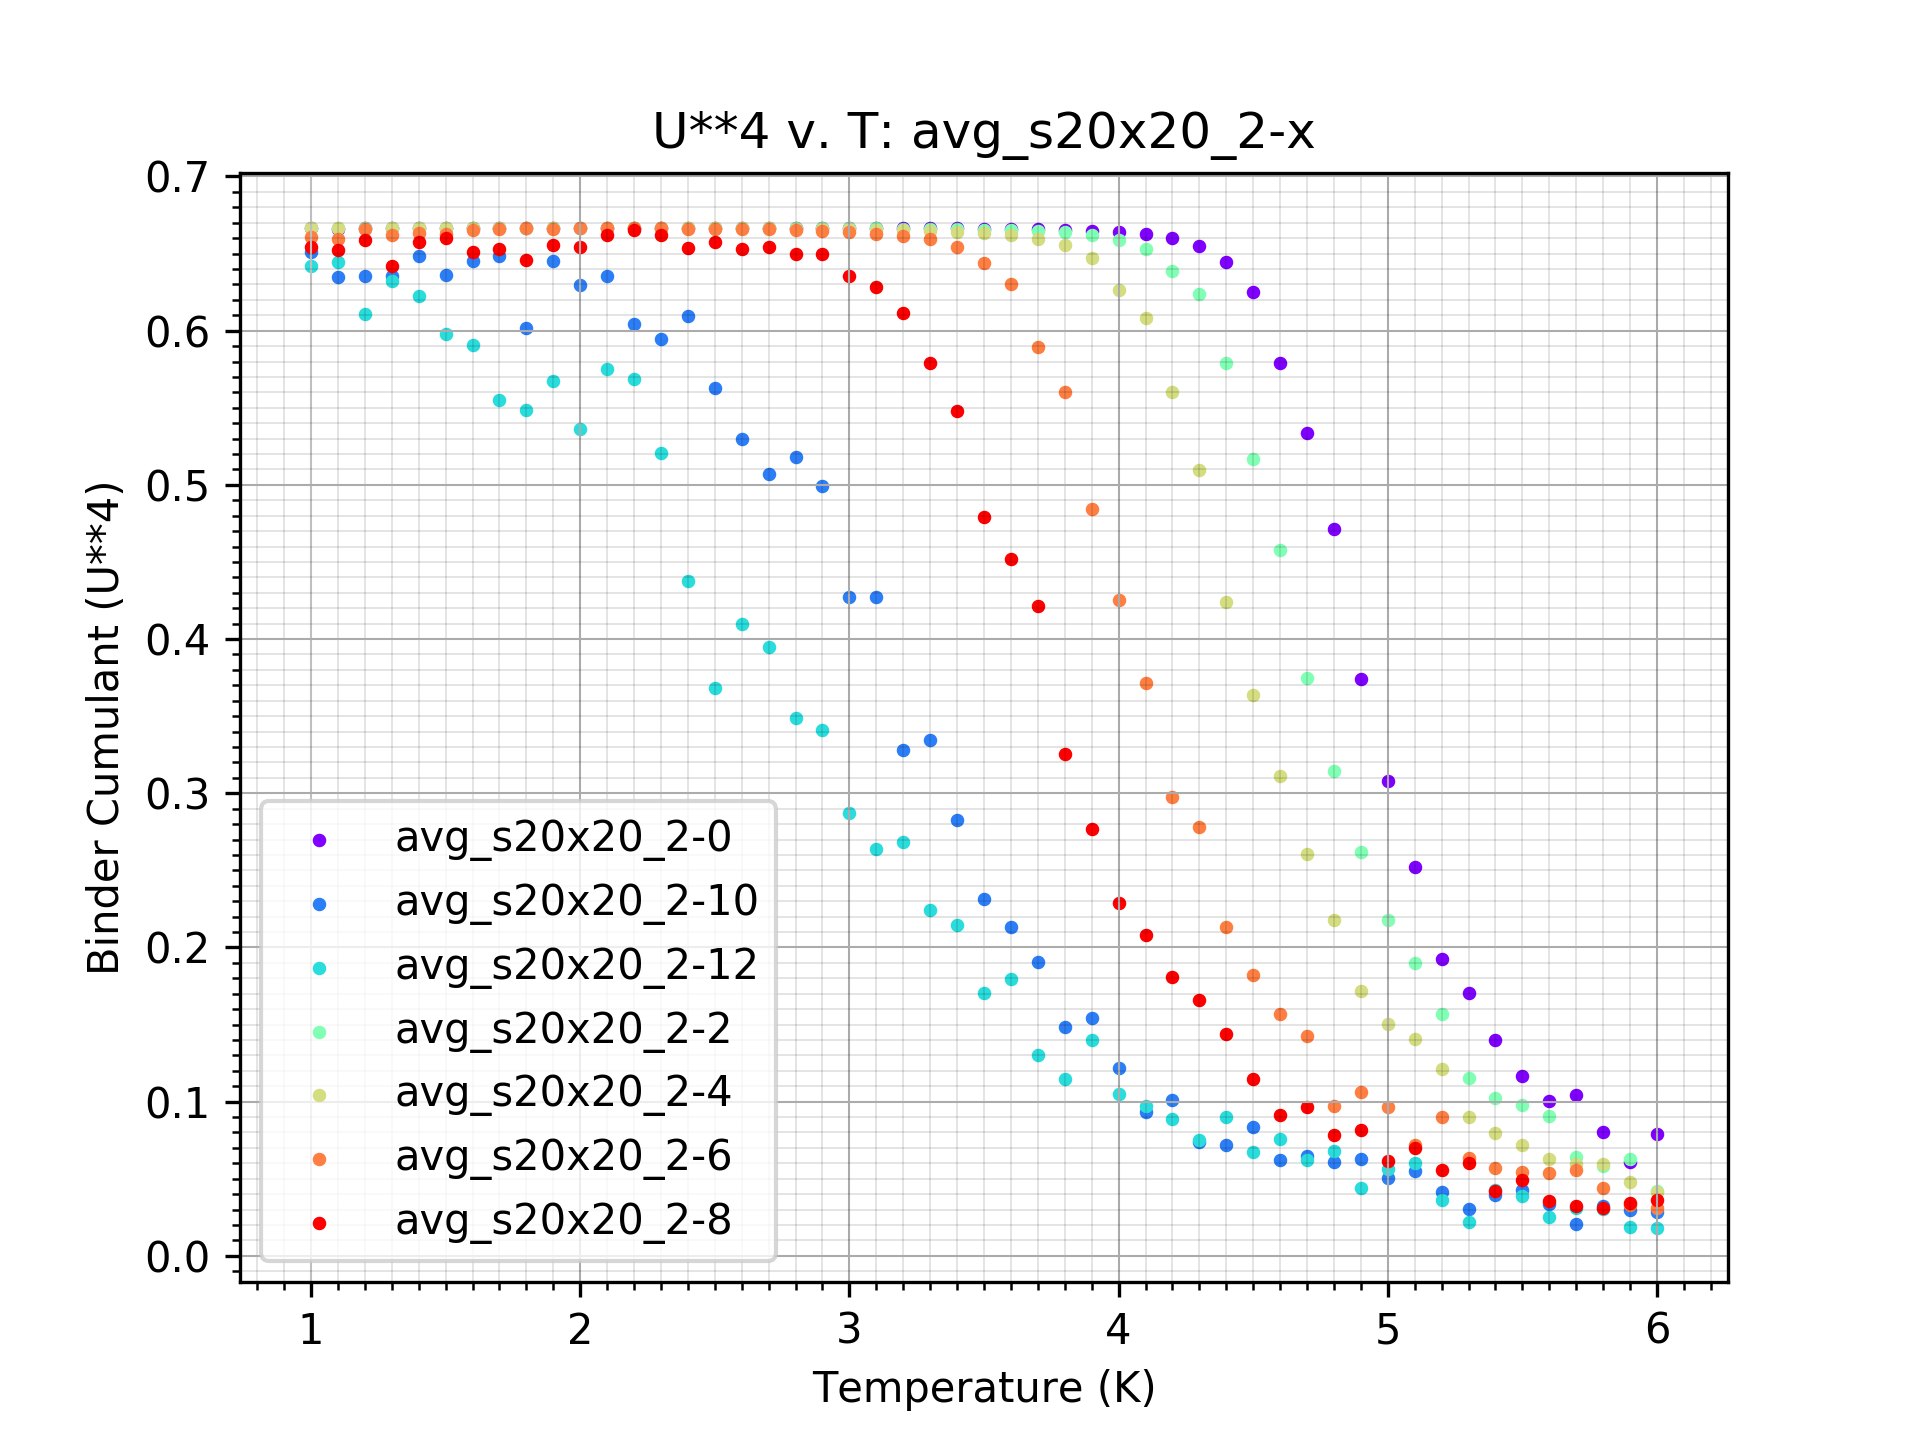 U**4 v. T: avg_s20x20_2-x
0.7
0.6
0.5
0.4
0.3
0.2
0.1
0.0
Binder Cumulant (U**4)
avg_s20x20_2-0
avg_s20x20_2-10
avg_s20x20_2-12
avg_s20x20_2-2
avg_s20x20_2-4
avg_s20x20_2-6
avg_s20x20_2-8
1 2 3 4 5 6
Temperature (K)